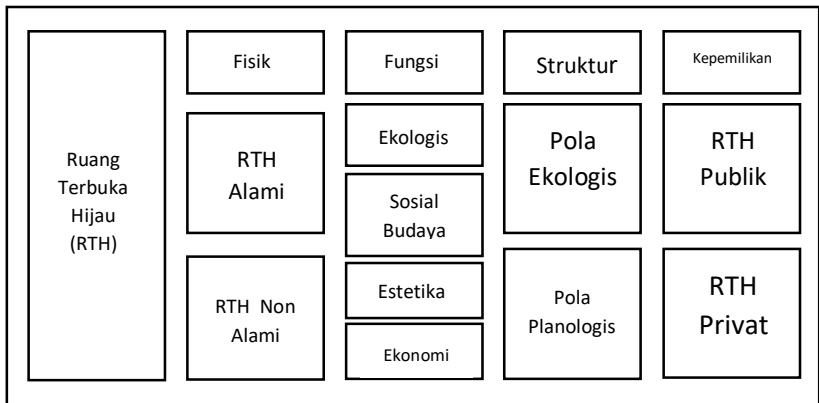 Ruang
Terbuka
Hijau
(RTH)
Fisik
RTH
Alami
RTH Non
Alami
Fungsi
Ekologis
Sosial
Budaya
Estetika
Ekonomi
Struktur
Pola
Ekologis
Pola
Planologis
Kepemilikan
RTH
Publik
RTH
Privat